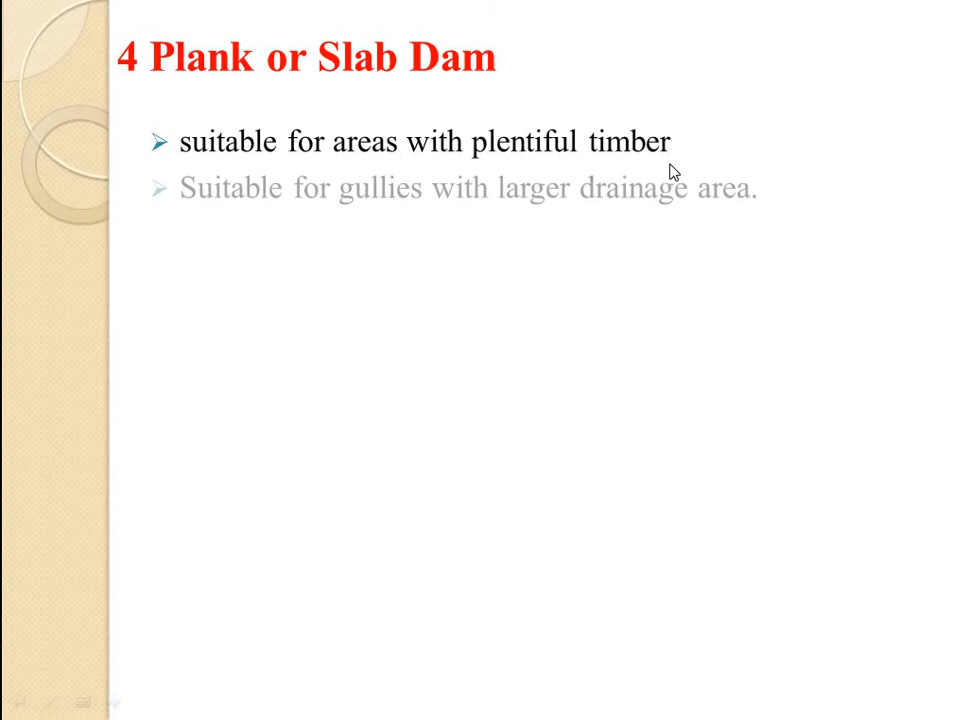 4 Plank or Slab Dam
suitable for areas with plentiful timber
Suitable for gullies with larger drainage area.